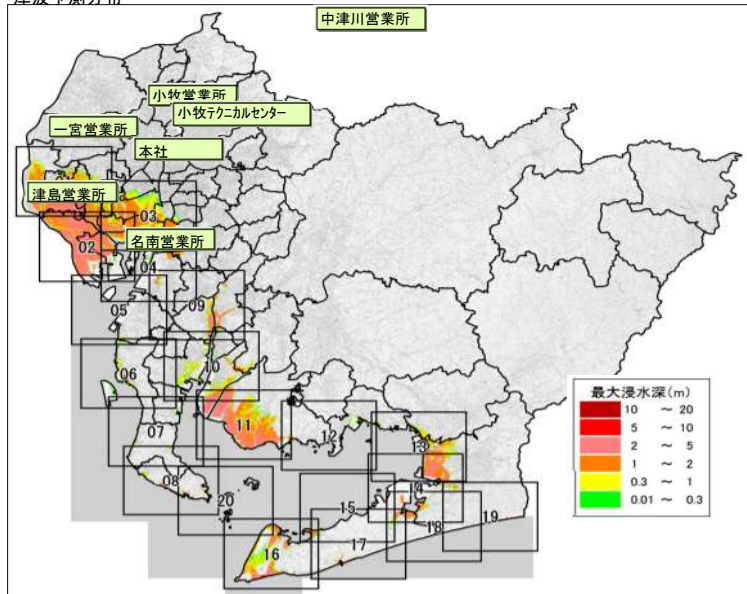 津波予測分布
中津川営業所
小牧営業所
小牧テクニカルセンター
一宮営業所
本社
津島営業所
03
02
名南営業所
04
09
05
10
06
11
07
12
13
08
14
20
15
18
19
16
17
最大浸水深(m)
10 ～ 20
5 ～ 10
2 ～ 5
1 ～ 2
0.3 ～ 1
0.01 ～ 0.3